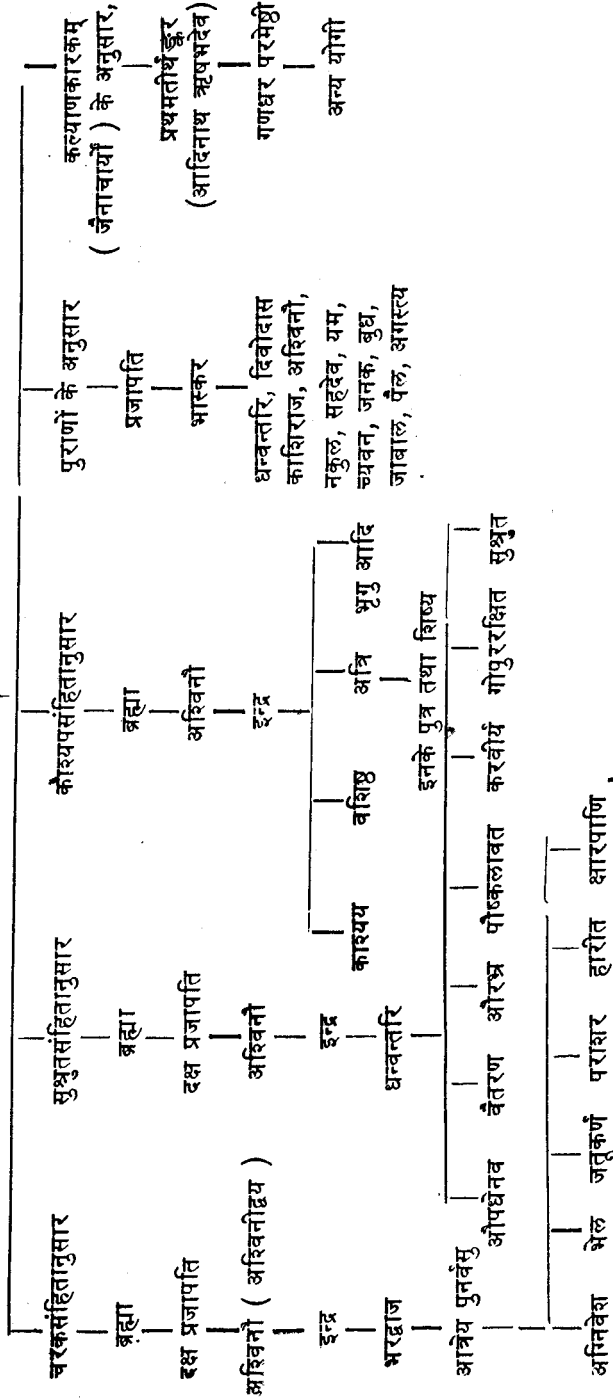 चरकसंहितानुसार
ब्रह्मा
दक्ष प्रजापति
अश्विनौ ( अश्विनीद्वय )
इन्द्र
भरद्वाज
आत्रेय पुनर्वसु
अग्निवेश भेल जतूकर्ण पराशर हारीत क्षारपाणि
सुश्रुतसंहितानुसार
ब्रह्मा
दक्ष प्रजापति
अश्विनौ
इन्द्र
धन्वन्तरि
औपधेनव वैतरण औरभ्र पौष्कलावत करवीर्य गोपुररक्षित सुश्रुत
काश्यपसंहितानुसार
ब्रह्मा
अश्विनौ
इन्द्र
काश्यय वशिष्ठ अत्रि भृगु आदि
इनके पुत्र तथा शिष्य
पुराणों के अनुसार
प्रजापति
भास्कर
धन्वन्तरि, दिवोदास
काशिराज, अश्विनौ,
नकुल, सहदेव, यम,
च्यवन, जनक, बुध,
जाबाल, पैल, अगस्त्य
कल्याणकारकम्
( जैनाचार्यों ) के अनुसार,
प्रथमतीर्थङ्कर
(आदिनाथ ऋषभदेव)
गणधर परमेष्ठी
अन्य योगी